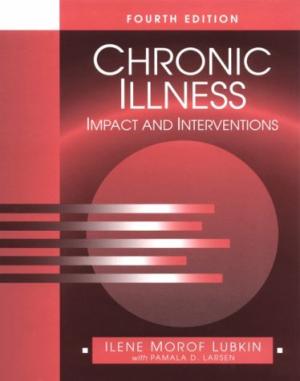 FOURTH EDITION
CHRONIC
ILLNESS
IMPACT AND INTERVENTIONS
ILENE MOROF LUBKIN
with PAMALA D. LARSEN